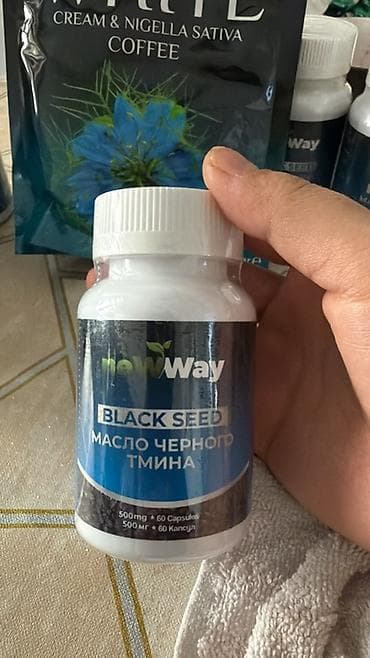 CREAM & NIGELLA SATIVA
COFFEE
Way
newWay
BLACK SEED
МАСЛО ЧЕРНОГО
ТМИНА
500mg * 60 Capsules
500мг * 60 Капсул